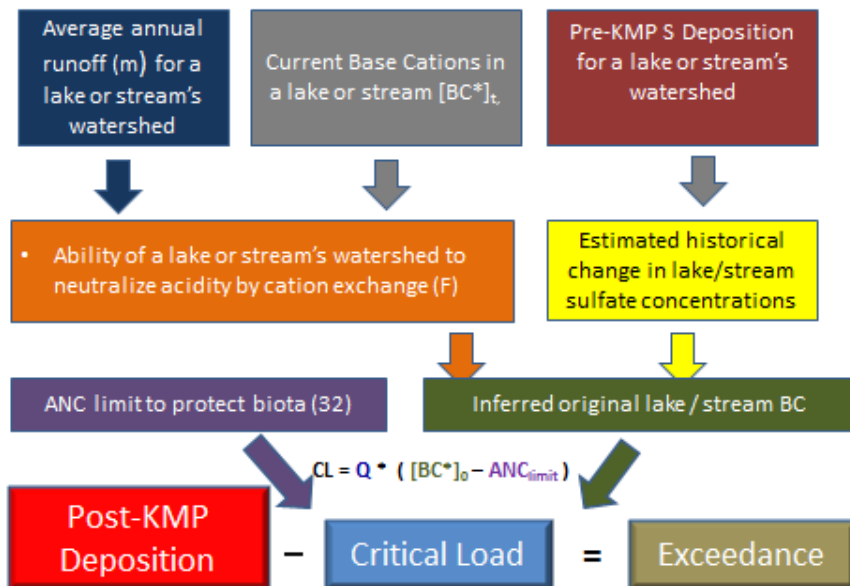 Average annual
runoff (m) for a
lake or stream's
watershed
Current Base Cations in
a lake or stream [BC*]t,
Pre-KMP S Deposition
for a lake or stream's
watershed
• Ability of a lake or stream's watershed to
neutralize acidity by cation exchange (F)
Estimated historical
change in lake/stream
sulfate concentrations
ANC limit to protect biota (32)
Inferred original lake / stream BC
CL = Q * ( [BC*]0 – ANClimit )
Post-KMP
Deposition
–
Critical Load
=
Exceedance